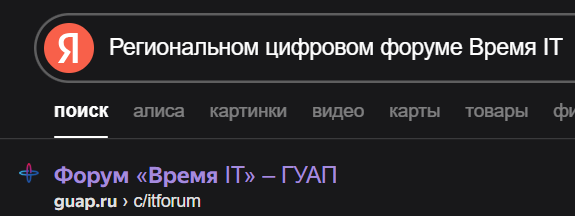 Я Региональном цифровом форуме Время IT
поиск алиса картинки видео карты товары
Форум «Время IT» – ГУАП
guap.ru › c/itforum